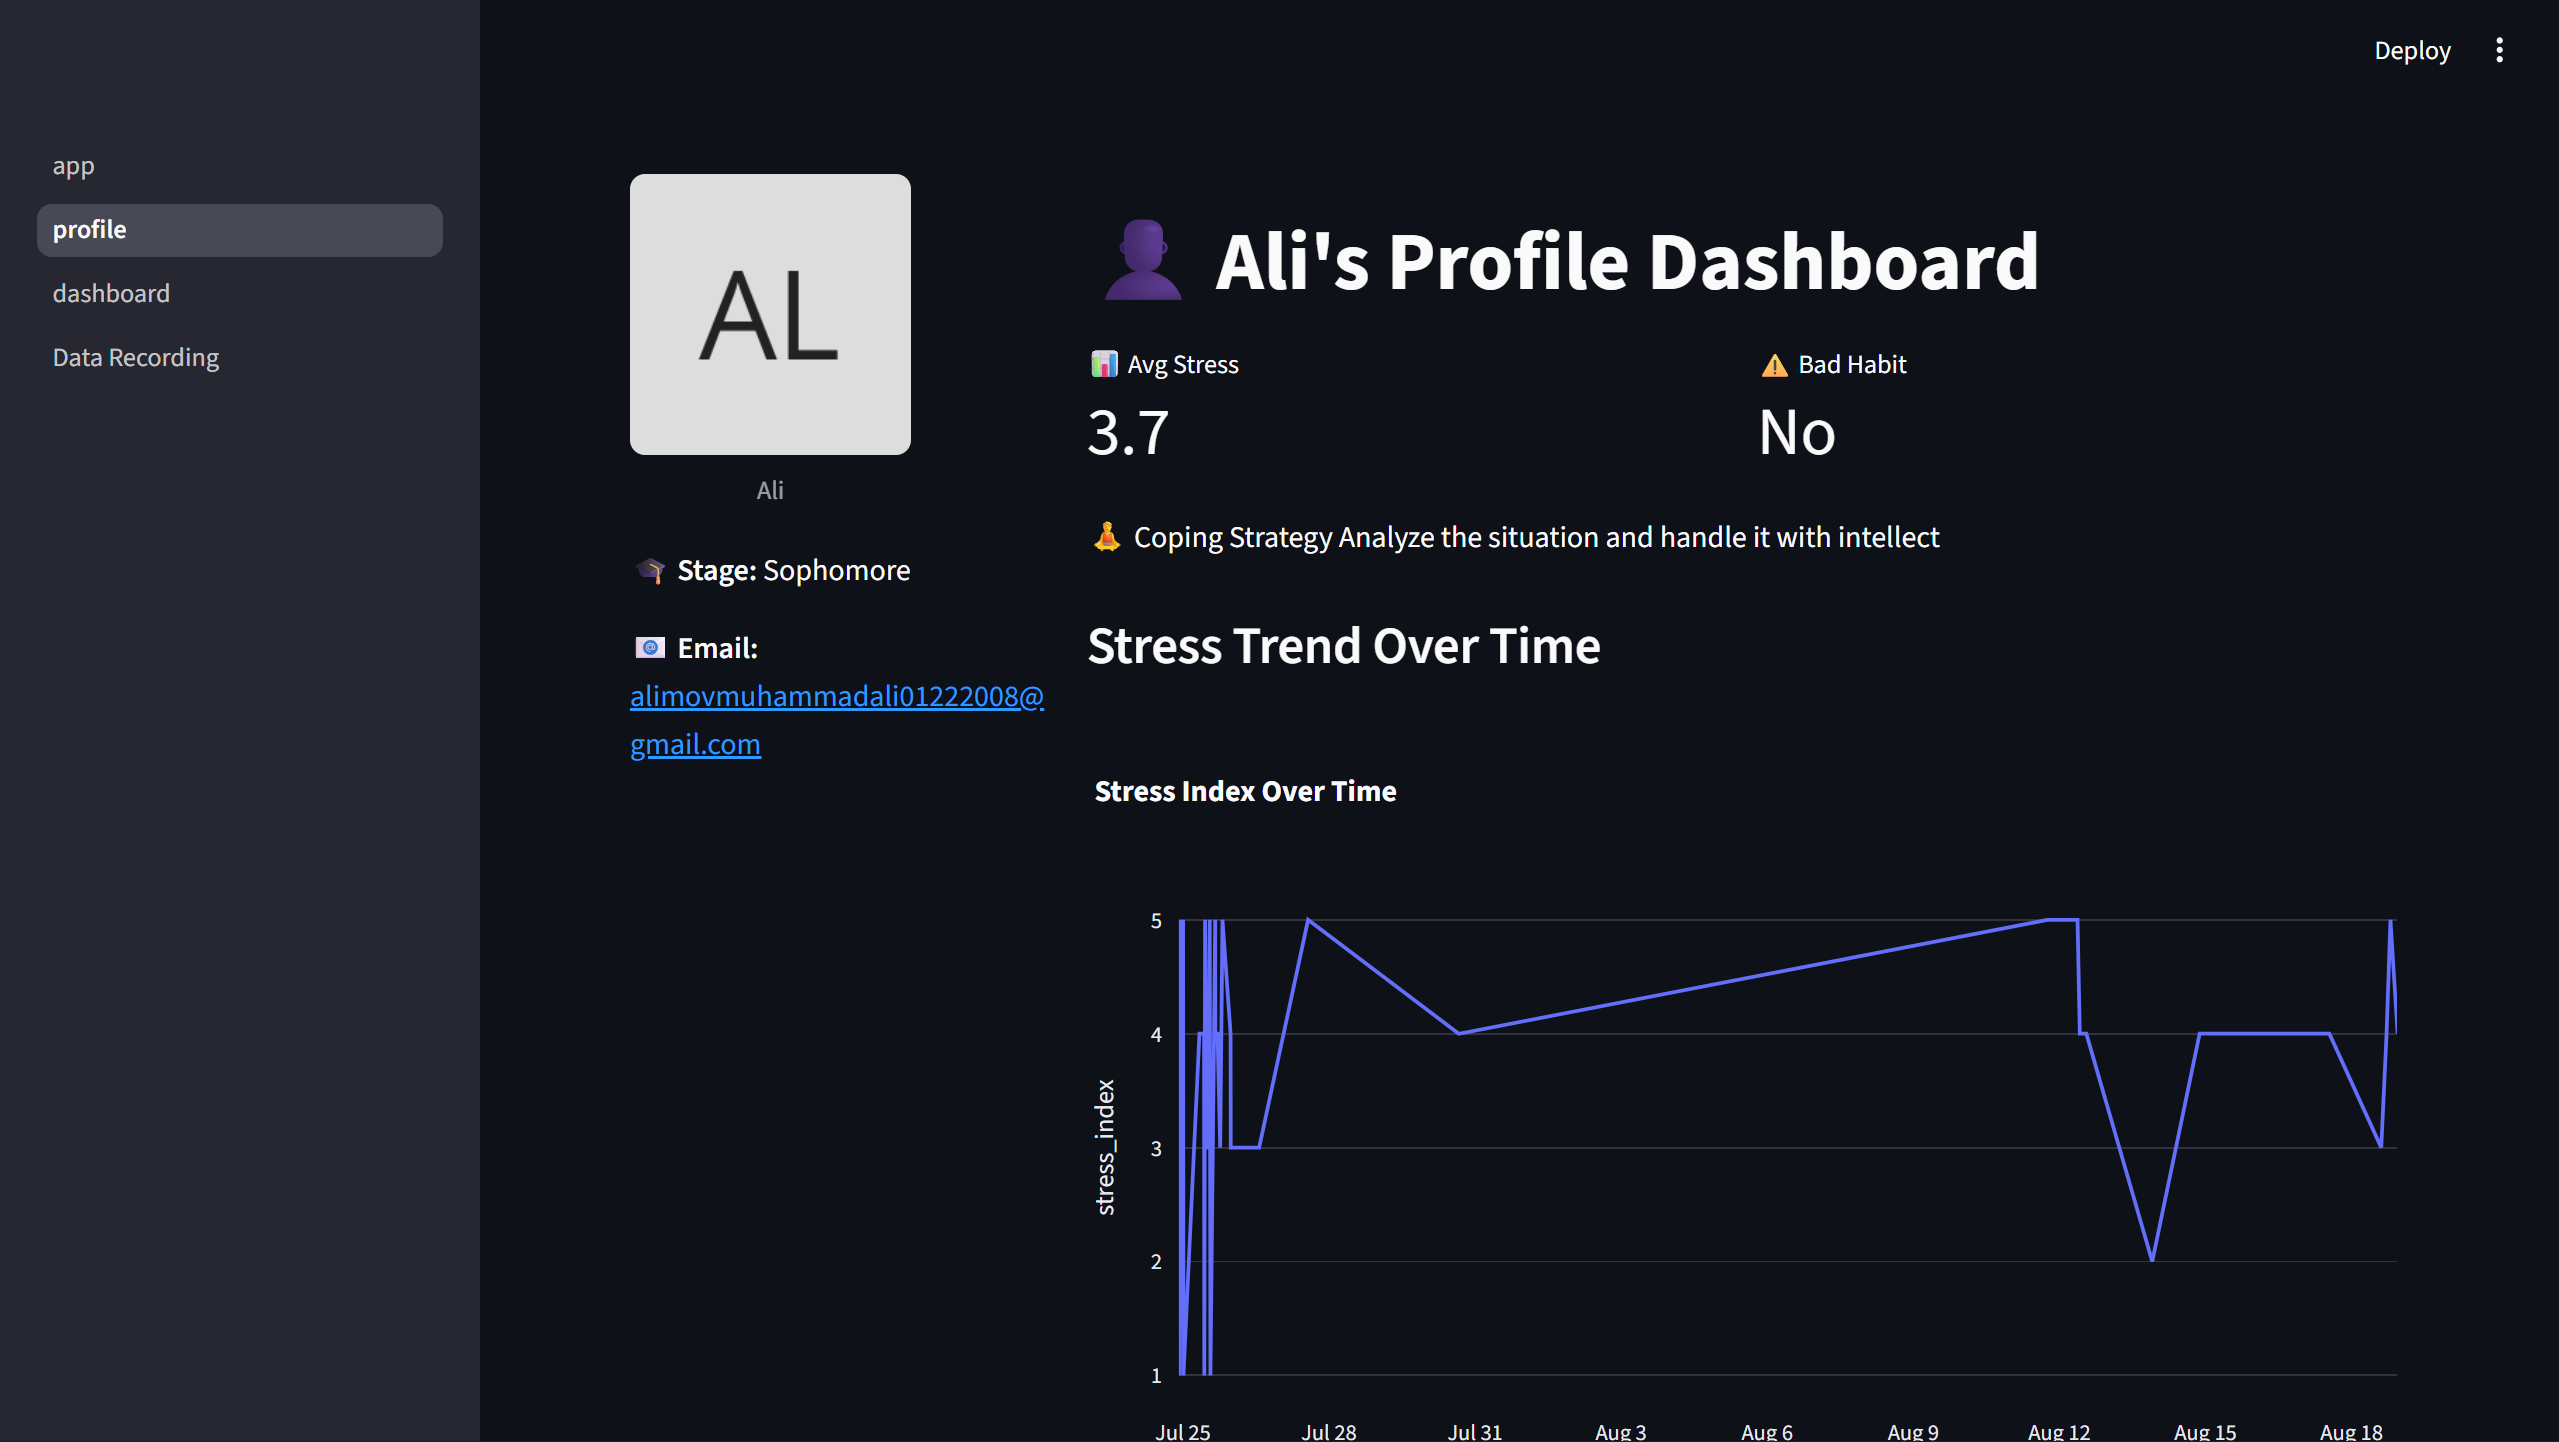 Deploy
app
profile
dashboard
Data Recording
AL
Ali
Stage: Sophomore
Email:
alimovmuhammadali01222008@
gmail.com
Ali's Profile Dashboard
Avg Stress
3.7
Bad Habit
No
Coping Strategy Analyze the situation and handle it with intellect
Stress Trend Over Time
Stress Index Over Time
stress_index
5
4
3
2
1
Jul 25 Jul 28 Jul 31 Aug 3 Aug 6 Aug 9 Aug 12 Aug 15 Aug 18